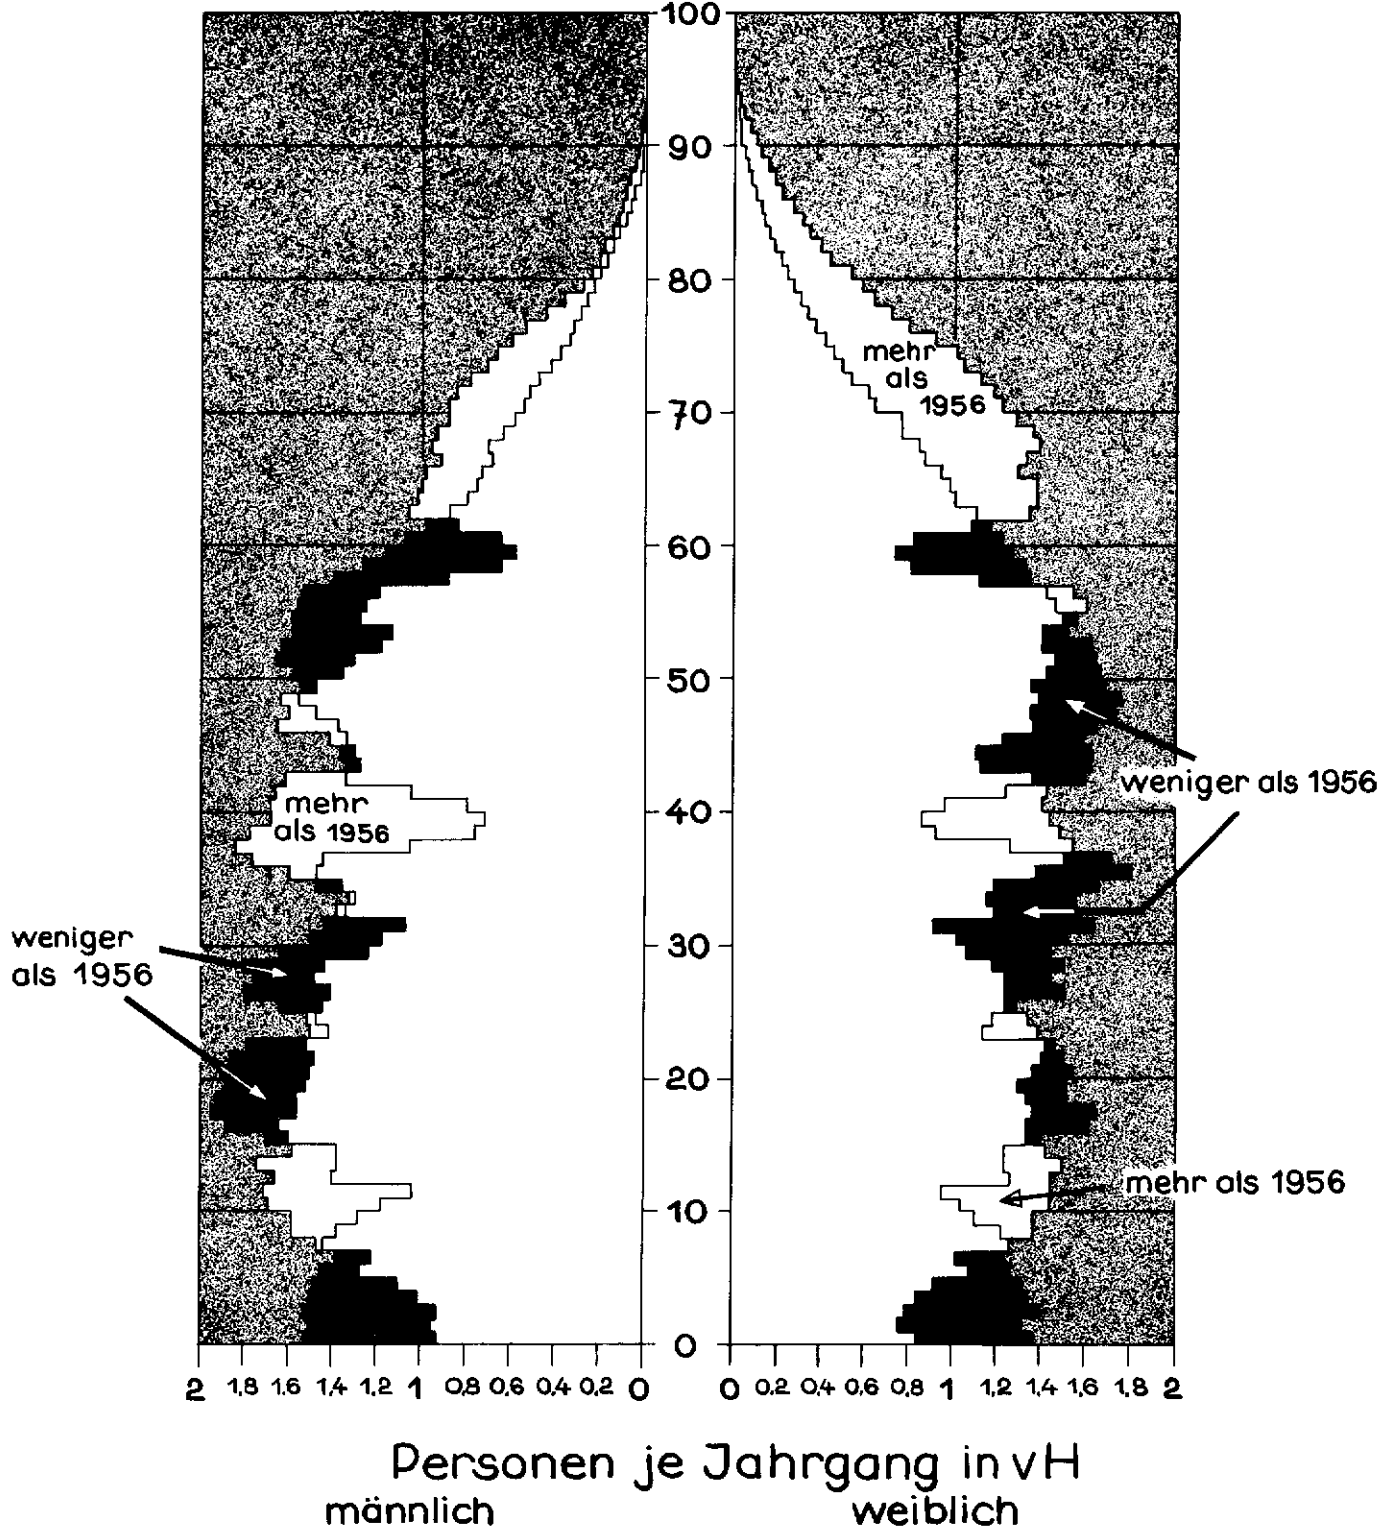 100
90
80
mehr
als
1956
70
60
50
weniger als 1956
mehr
als 1956
40
weniger
als 1956
30
20
mehr als 1956
10
0
2 1,8 1,6 1,4 1,2 1 0,8 0,6 0,4 0,2 0 0 0,2 0,4 0,6 0,8 1 1,2 1,4 1,6 1,8 2
Personen je Jahrgang in vH
männlich weiblich